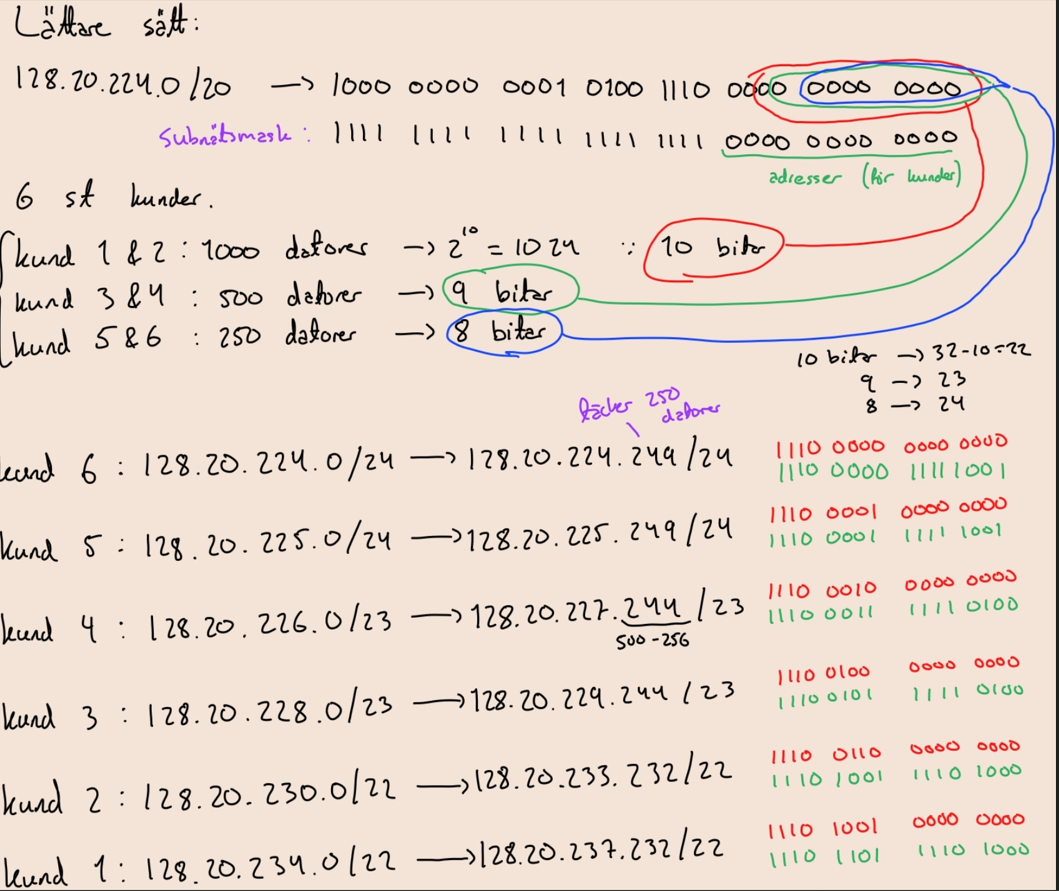 Lättare sätt:
128.20.224.0/20 → 1000 0000 0001 0100 1110 0000 0000 0000
Subnätsmask: 1111 1111 1111 1111 1111 0000 0000 0000
adresser (för kunder)
6 st kunder.
kund 1 & 2 : 1000 datorer → 2^10 = 1024 ∵ 10 bitar
kund 3 & 4 : 500 datorer → 9 bitar
kund 5 & 6 : 250 datorer → 8 bitar
10 bitar → 32-10=22
9 → 23
8 → 24
täcker 250
datorer
kund 6 : 128.20.224.0/24 → 128.20.224.249/24 1110 0000 0000 0000
1110 0000 1111 1001
kund 5 : 128.20.225.0/24 → 128.20.225.249/24 1110 0001 0000 0000
1110 0001 1111 1001
kund 4 : 128.20.226.0/23 → 128.20.227.244/23 1110 0010 0000 0000
1110 0011 1111 0100
500-256
kund 3 : 128.20.228.0/23 → 128.20.229.244/23 1110 0100 0000 0000
1110 0101 1111 0100
kund 2 : 128.20.230.0/22 → 128.20.233.232/22 1110 0110 0000 0000
1110 1001 1110 1000
kund 1 : 128.20.234.0/22 → 128.20.237.232/22 1110 1001 0000 0000
1110 1101 1110 1000